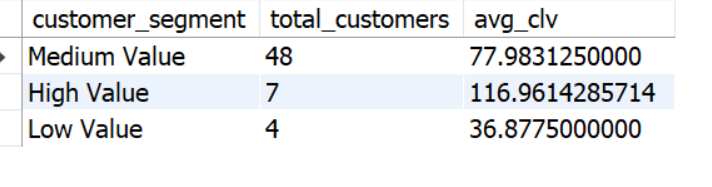 customer_segment total_customers avg_clv
Medium Value 48 77.9831250000
High Value 7 116.9614285714
Low Value 4 36.8775000000